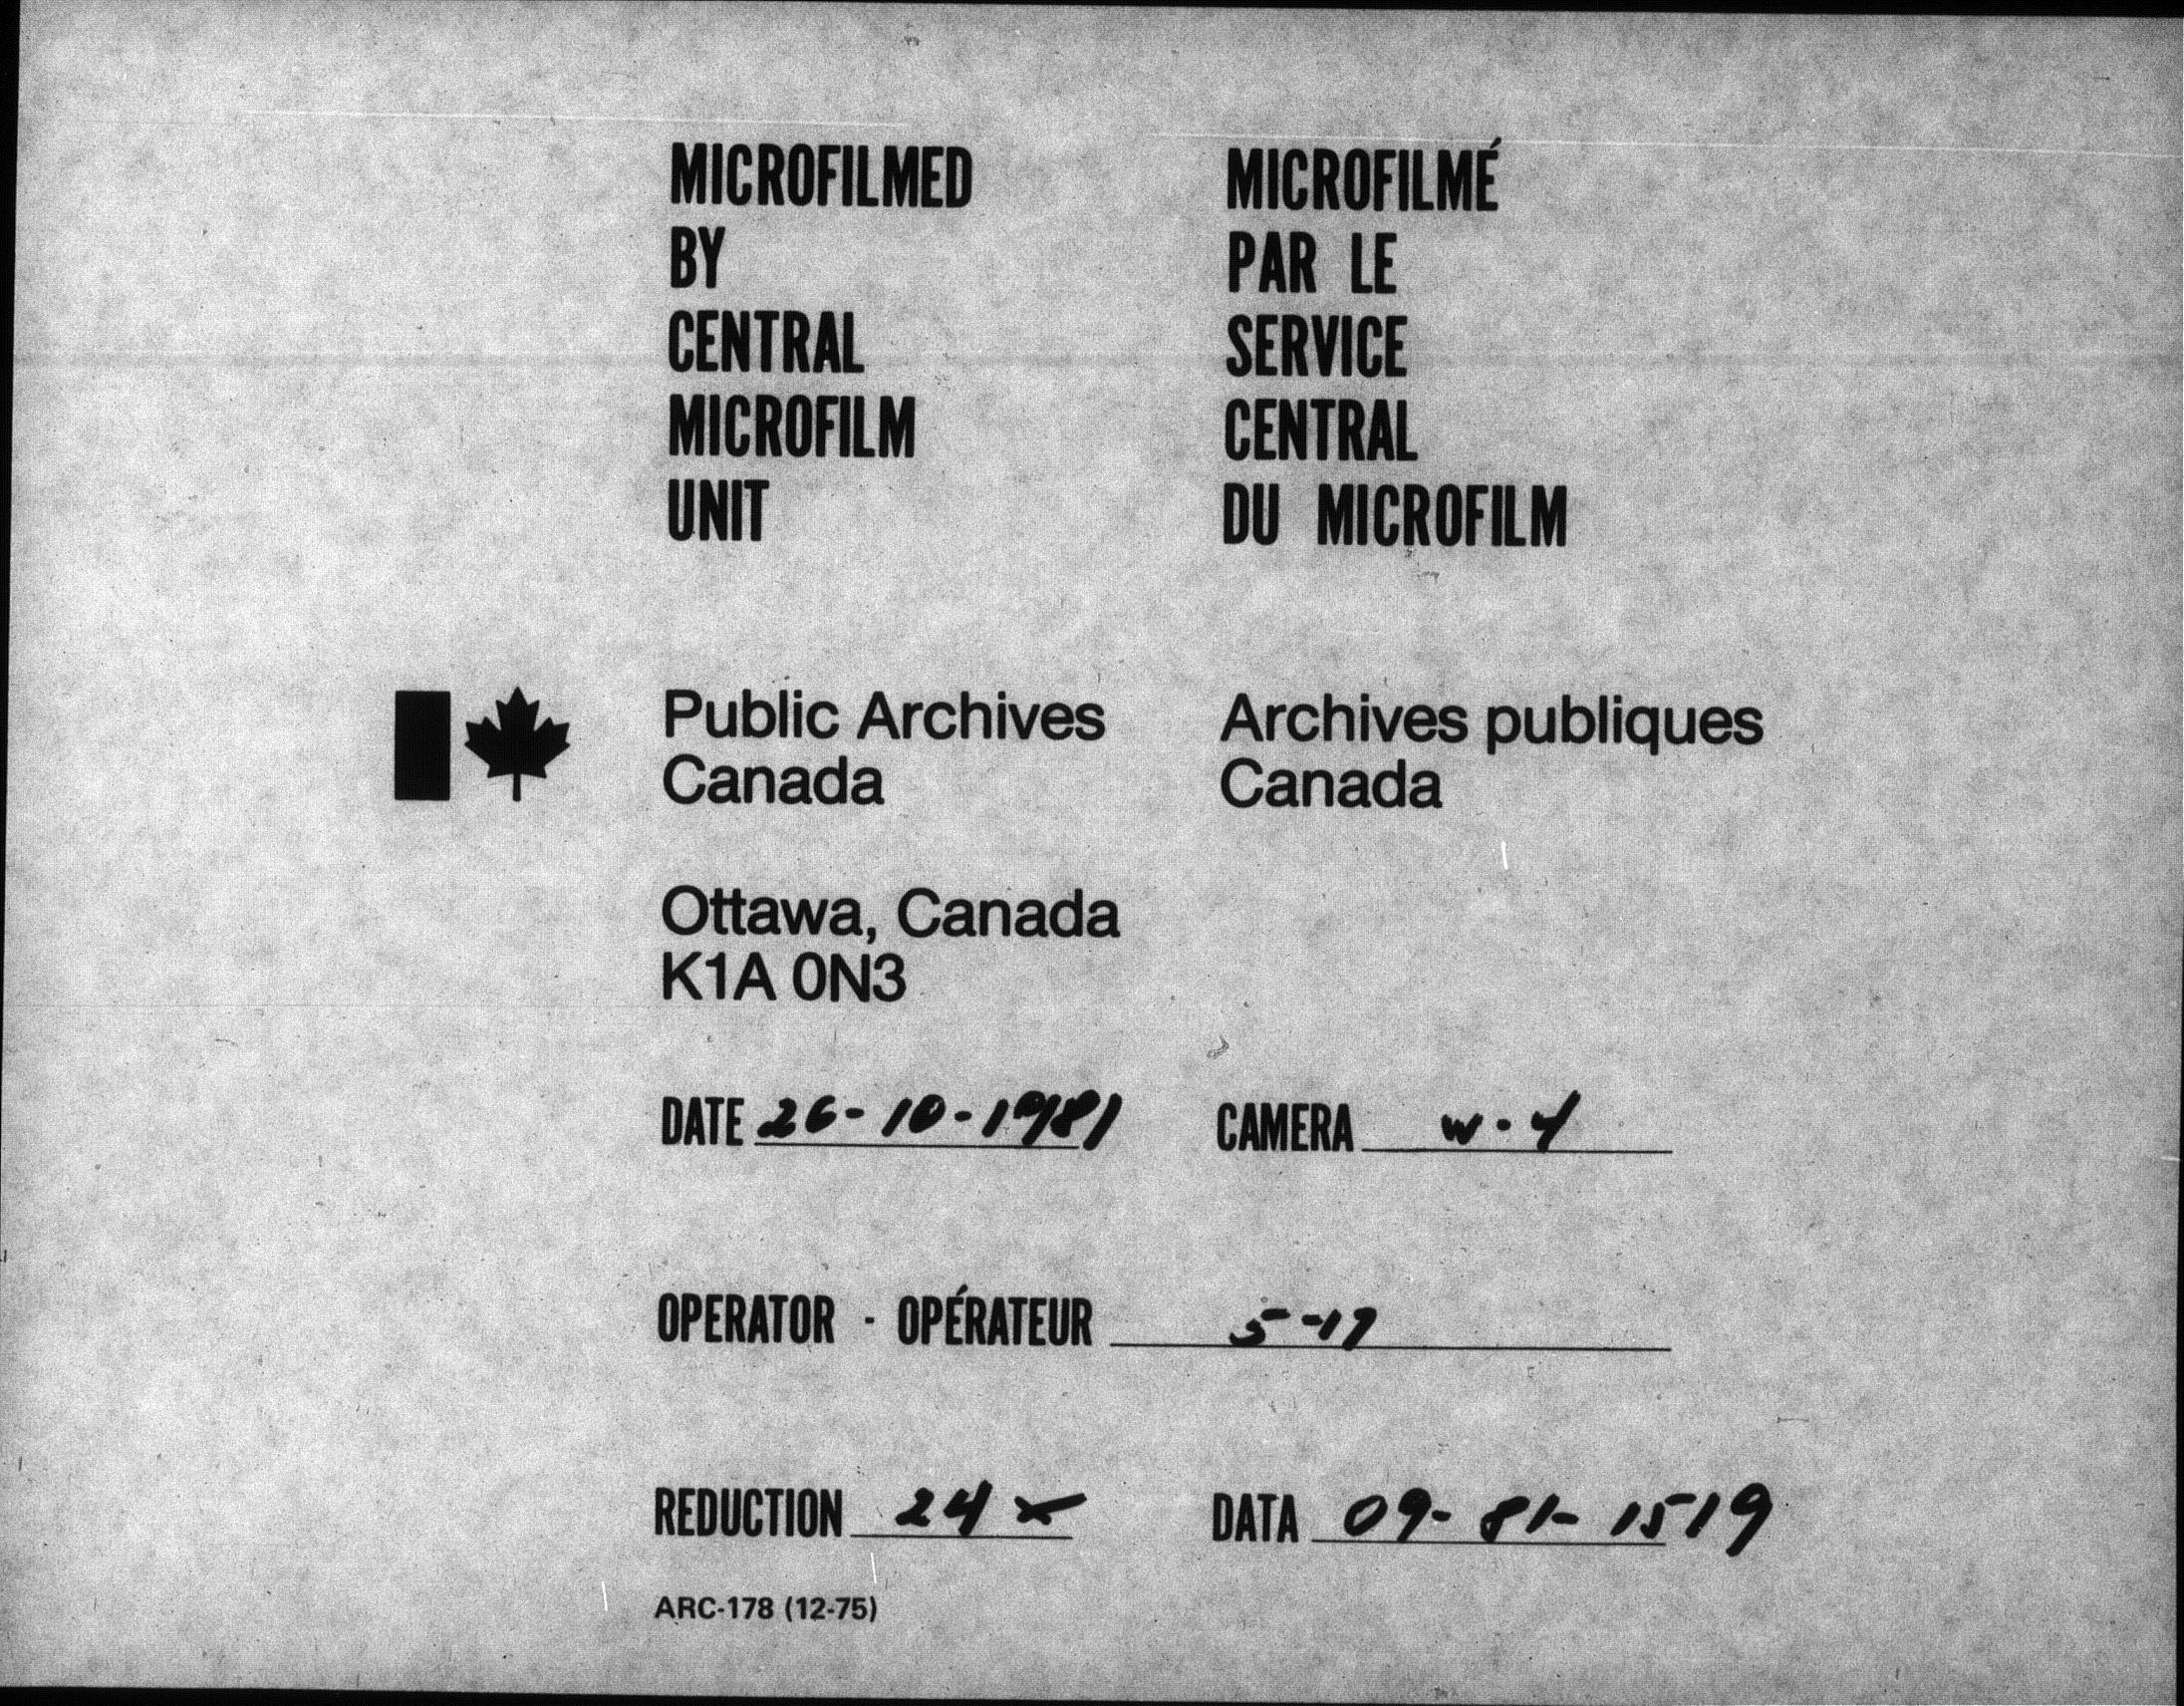 MICROFILMED
BY
CENTRAL
MICROFILM
UNIT
MICROFILMÉ
PAR LE
SERVICE
CENTRAL
DU MICROFILM
Public Archives
Canada
Archives publiques
Canada
Ottawa, Canada
K1A 0N3
DATE 26-10-1981
CAMERA W-4
OPERATOR - OPÉRATEUR 5-17
REDUCTION 24 x
DATA 09-81-1519
ARC-178 (12-75)